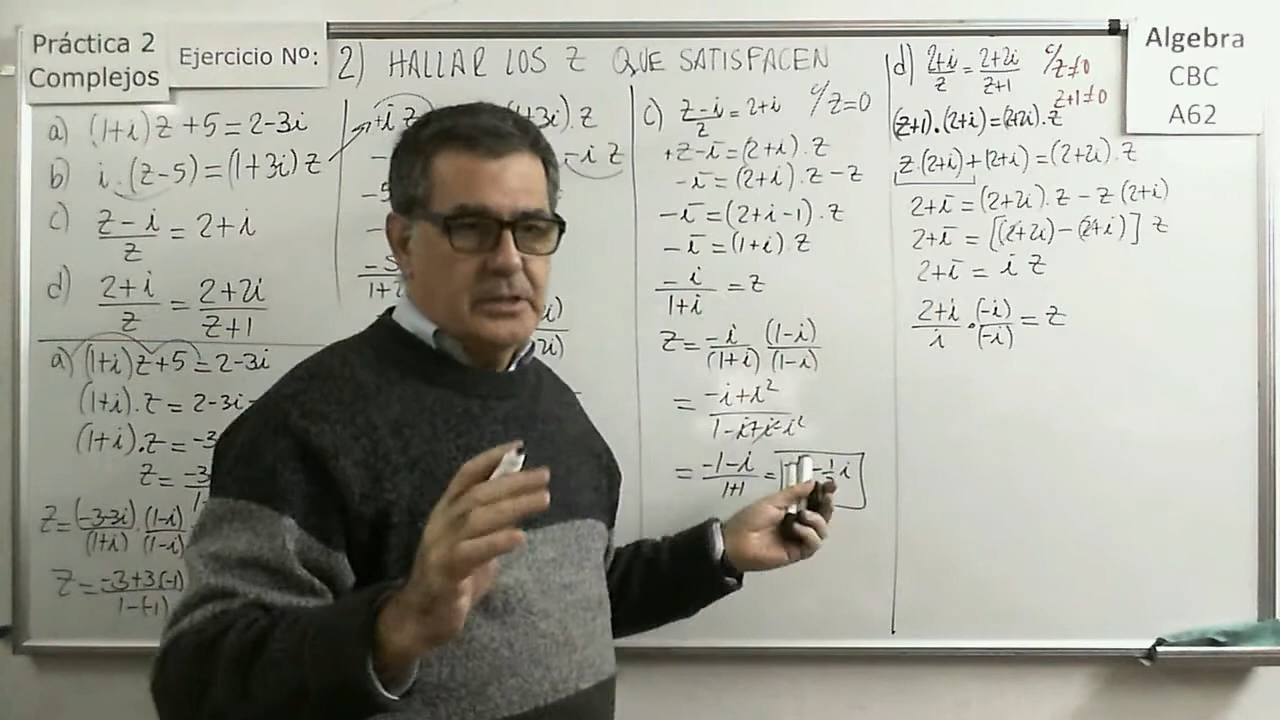 Práctica 2
Complejos
Ejercicio Nº:
2) HALLAR LOS Z QUE SATISFACEN
Algebra
CBC
A62
a) (1+i)z+5=2-3i
b) i.(z-5)=(1+3i)z
c) z-i/z=2+i
d) 2+i/z=2+2i/z+1
a) (1+i)z+5=2-3i
(1+i).z=2-3i-
(1+i).z=-3
z=-3
z=(-3-3i)/(1+i).(1-i)/(1-i)
z=-3+3(-1)/1-(-1)
+i z
+3i).z
-i z
c) z-i/z=2+i c/z=0
+z-i=(2+i).z
-i=(2+i).z-z
-i=(2+i-1).z
-i=(1+i).z
-i/1+i=z
z=-i/(1+i) (1-i)/(1-i)
=-i+i²/1-i+i-i²
=-1-i/1+1=
d) 2+i/z=2+2i/z+1 c/z≠0
z+1≠0
(z+1).(2+i)=(2+2i).z
z.(2+i)+(2+i)=(2+2i).z
2+i=(2+2i).z-z(2+i)
2+i=[(2+2i)-(2+i)]z
2+i=i z
2+i/i.(-i)/(-i)=z